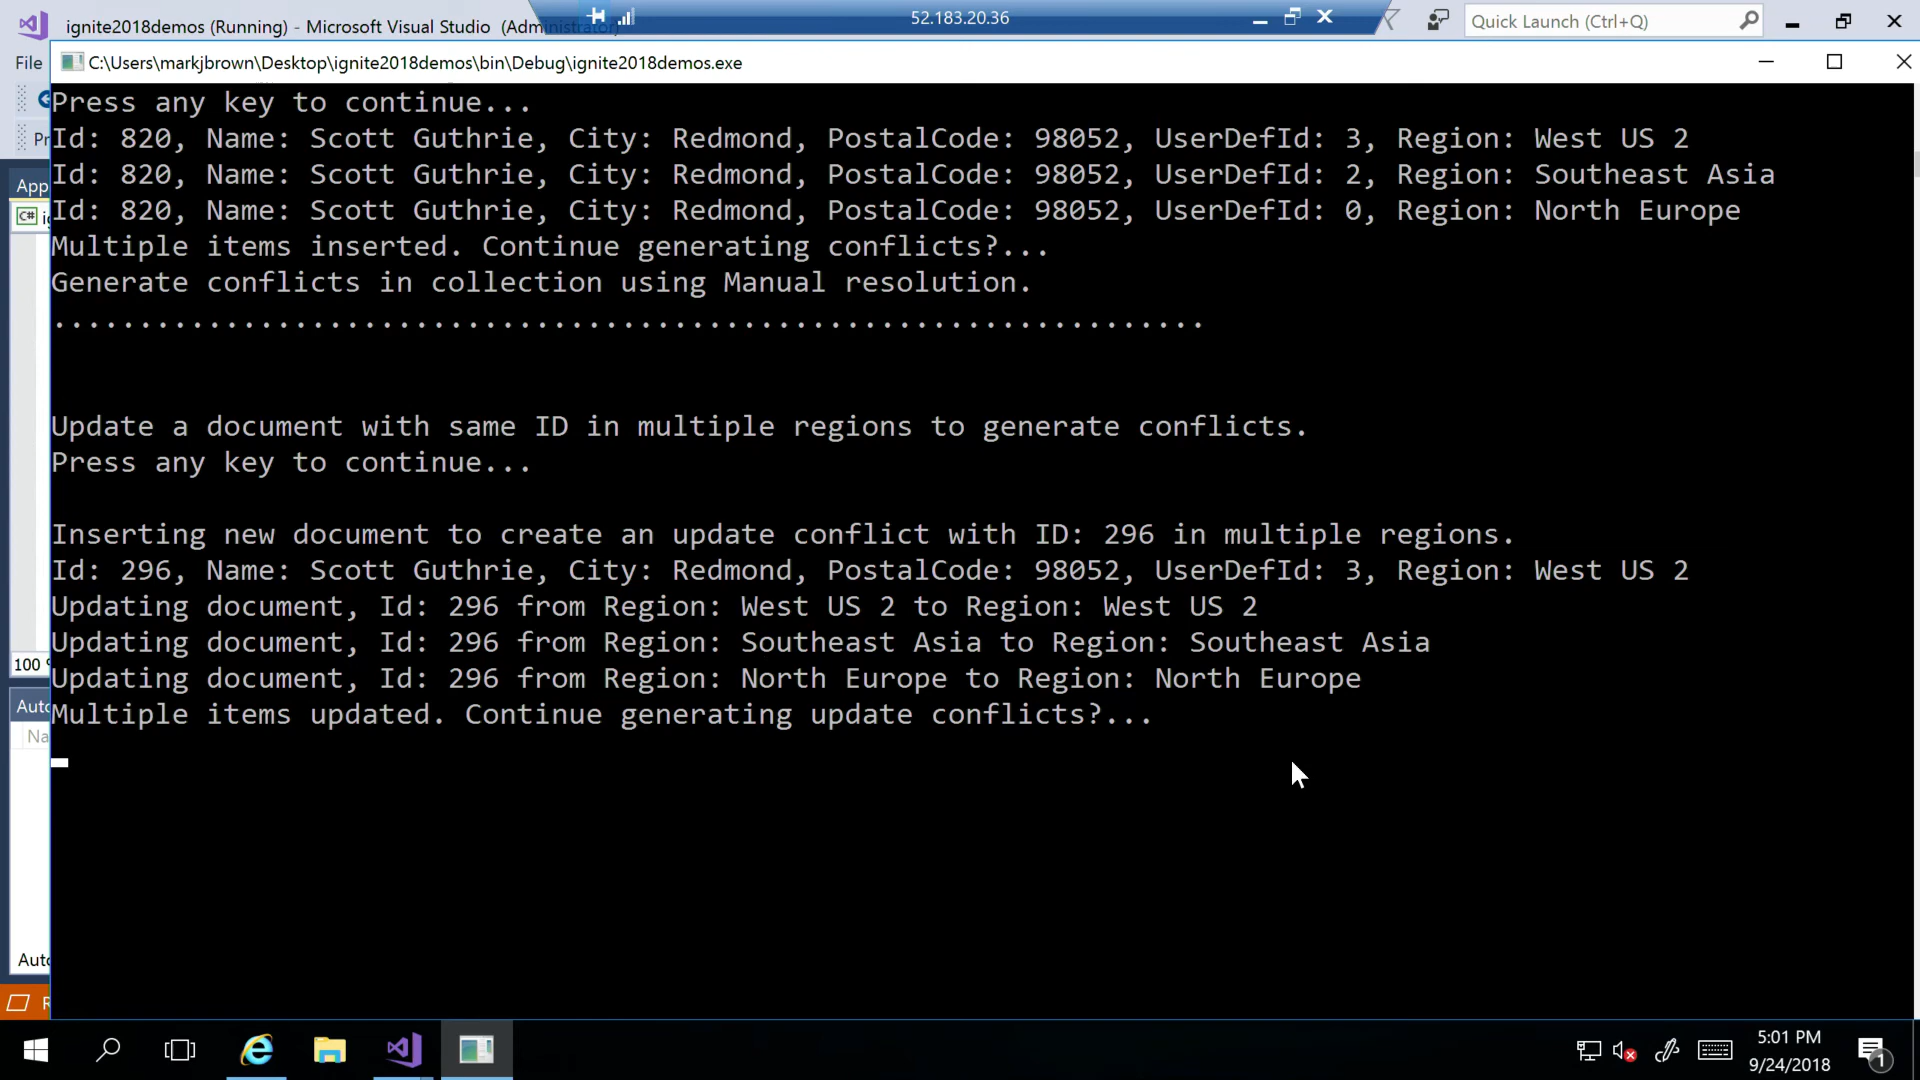 ignite2018demos (Running) - Microsoft Visual Studio (Administrator)
52.183.20.36
Quick Launch (Ctrl+Q)
File
C:\Users\markjbrown\Desktop\ignite2018demos\bin\Debug\ignite2018demos.exe
Press any key to continue...
Id: 820, Name: Scott Guthrie, City: Redmond, PostalCode: 98052, UserDefId: 3, Region: West US 2
App
Id: 820, Name: Scott Guthrie, City: Redmond, PostalCode: 98052, UserDefId: 2, Region: Southeast Asia
C#
Id: 820, Name: Scott Guthrie, City: Redmond, PostalCode: 98052, UserDefId: 0, Region: North Europe
Multiple items inserted. Continue generating conflicts?...
Generate conflicts in collection using Manual resolution.
...................................................................
Update a document with same ID in multiple regions to generate conflicts.
Press any key to continue...
Inserting new document to create an update conflict with ID: 296 in multiple regions.
Id: 296, Name: Scott Guthrie, City: Redmond, PostalCode: 98052, UserDefId: 3, Region: West US 2
Updating document, Id: 296 from Region: West US 2 to Region: West US 2
Updating document, Id: 296 from Region: Southeast Asia to Region: Southeast Asia
100 %
Updating document, Id: 296 from Region: North Europe to Region: North Europe
Auto
Multiple items updated. Continue generating update conflicts?...
Na
Auto
R
5:01 PM
9/24/2018
1